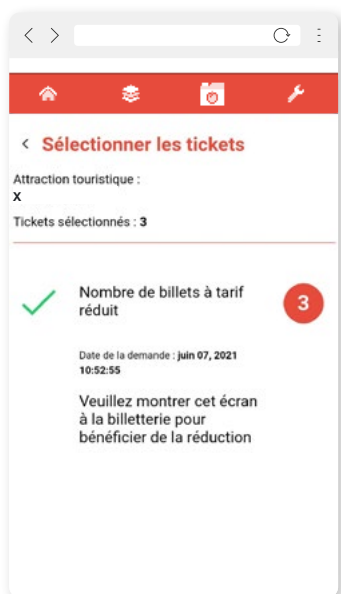 < Sélectionner les tickets
Attraction touristique :
X
Tickets sélectionnés : 3
Nombre de billets à tarif
réduit
3
Date de la demande : juin 07, 2021
10:52:55
Veuillez montrer cet écran
à la billetterie pour
bénéficier de la réduction